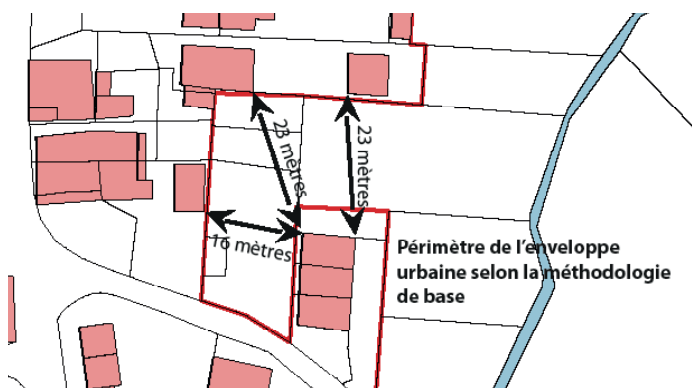 23 mètres
23 mètres
16 mètres
Périmètre de l'enveloppe
urbaine selon la méthodologie
de base